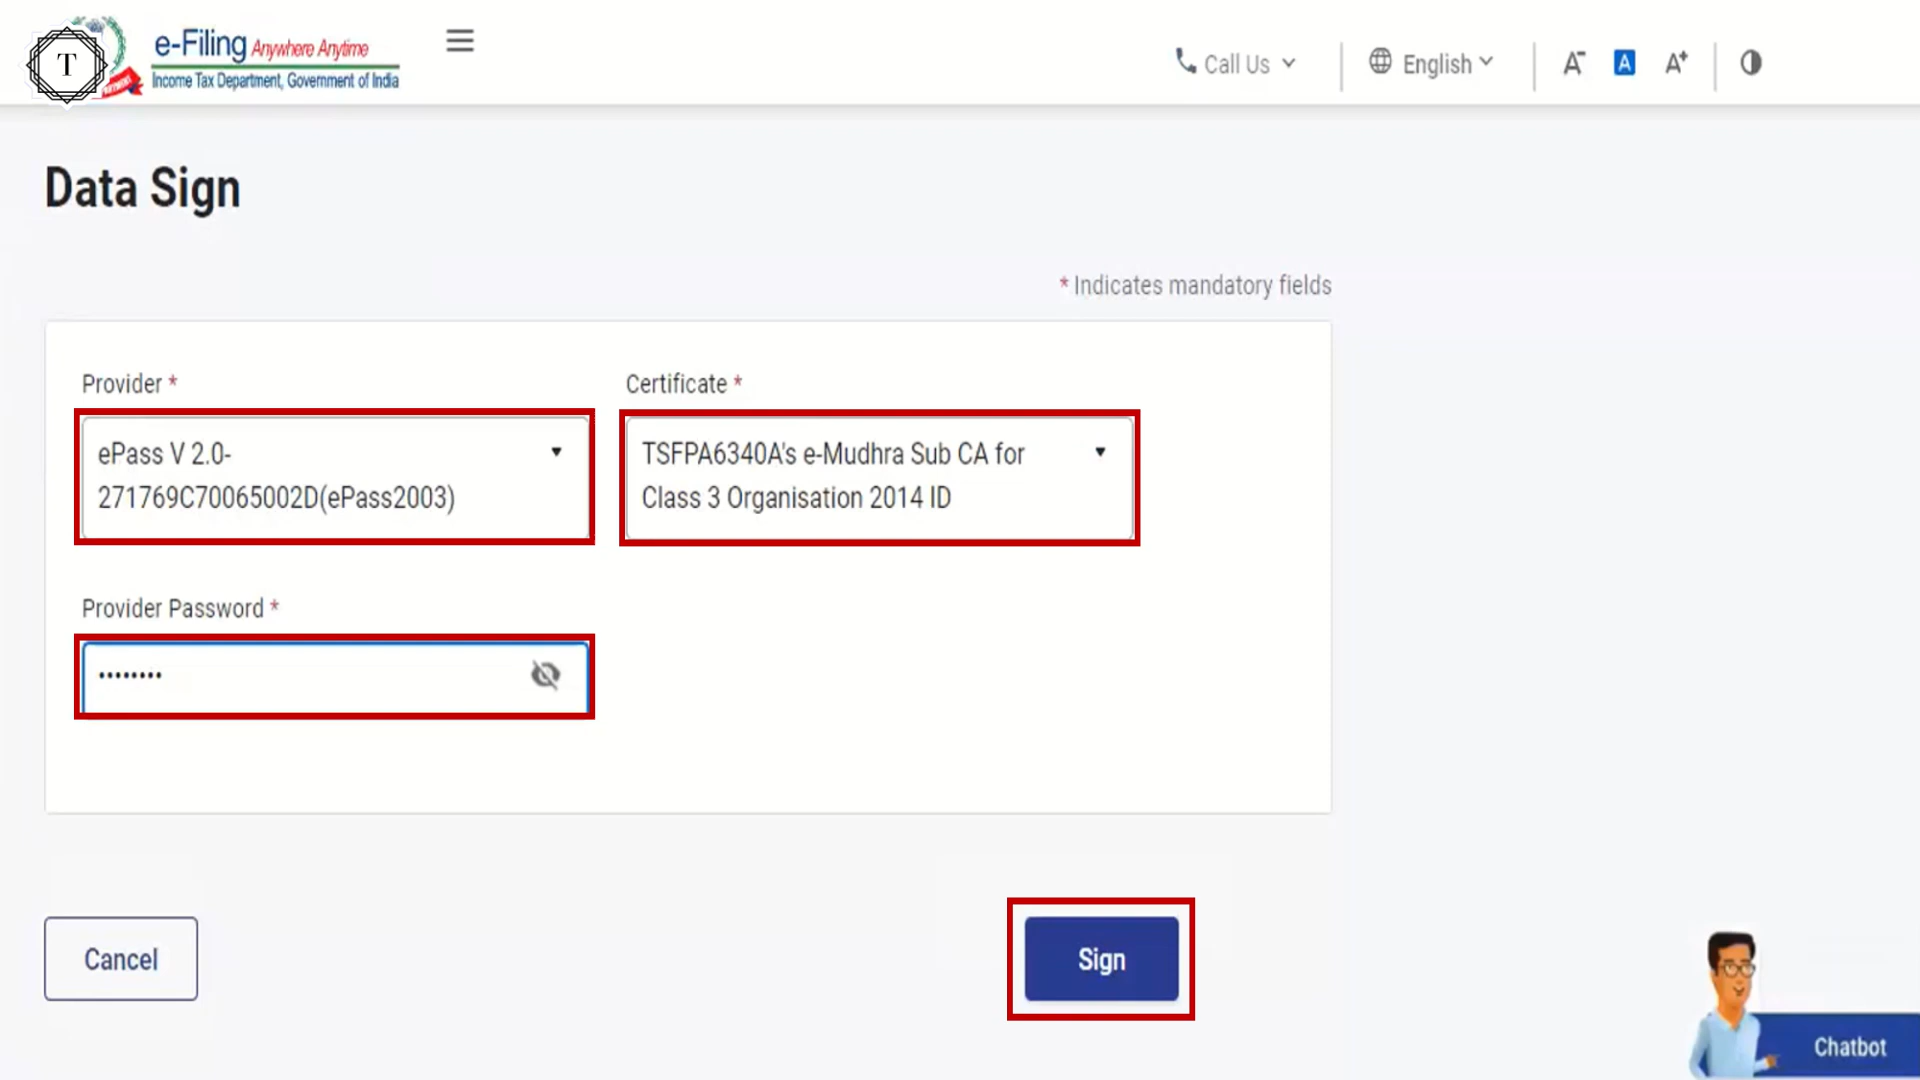 T
e-Filing Anywhere Anytime
Income Tax Department, Government of India
Call Us
English
A-
A
A+
Data Sign
* Indicates mandatory fields
Provider *
Certificate *
ePass V 2.0-
271769C70065002D(ePass2003)
TSFPA6340A's e-Mudhra Sub CA for
Class 3 Organisation 2014 ID
Provider Password *
••••••••
Cancel
Sign
Chatbot